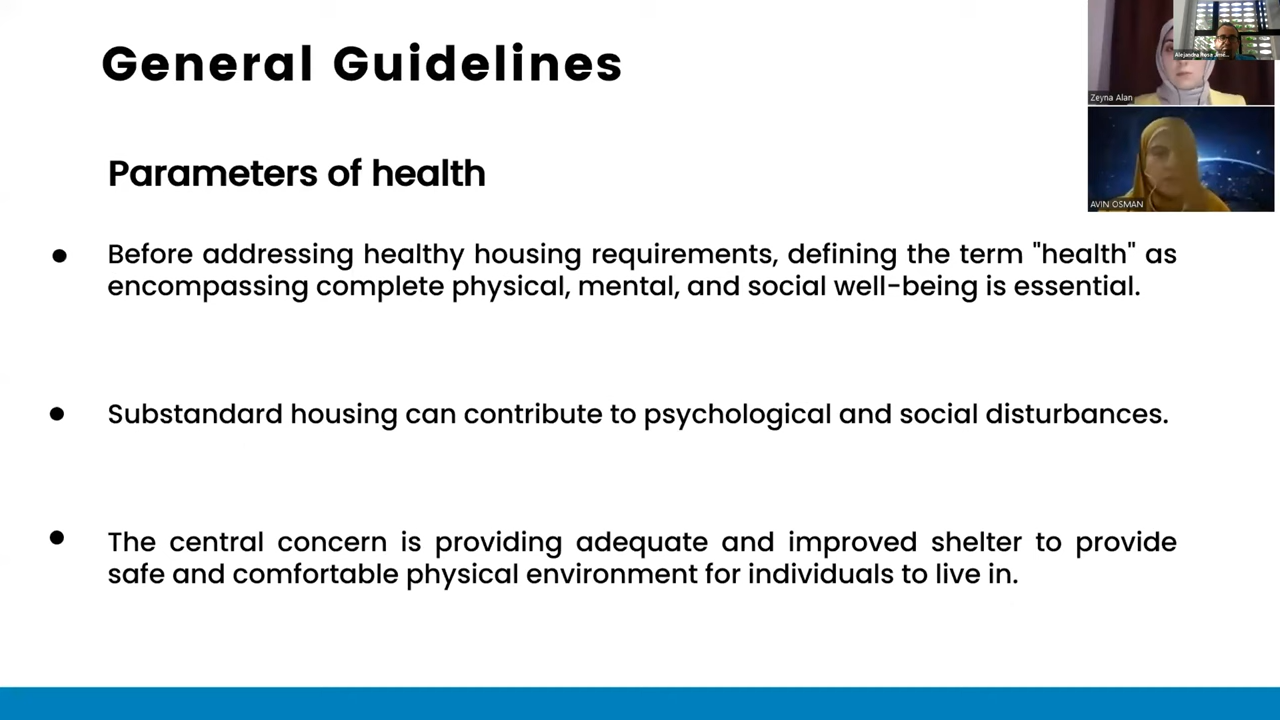 General Guidelines
Parameters of health
● Before addressing healthy housing requirements, defining the term "health" as
encompassing complete physical, mental, and social well-being is essential.
● Substandard housing can contribute to psychological and social disturbances.
● The central concern is providing adequate and improved shelter to provide
safe and comfortable physical environment for individuals to live in.
Zeyna Alan
AVIN OSMAN